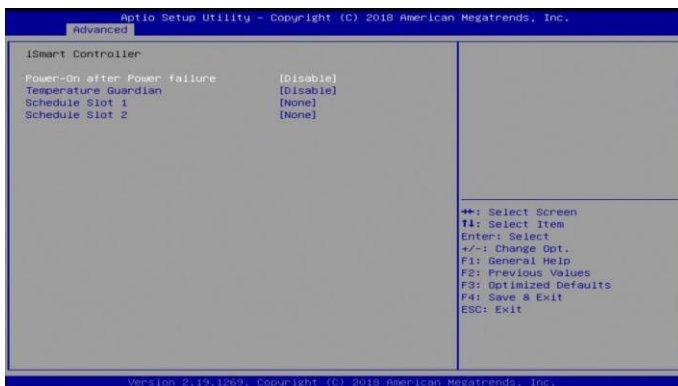 Aptio Setup Utility – Copyright (C) 2018 American Megatrends, Inc.
Advanced
iSmart Controller
Power-On after Power failure [Disable]
Temperature Guardian [Disable]
Schedule Slot 1 [None]
Schedule Slot 2 [None]
→←: Select Screen
↑↓: Select Item
Enter: Select
+/-: Change Opt.
F1: General Help
F2: Previous Values
F3: Optimized Defaults
F4: Save & Exit
ESC: Exit
Version 2.19.1269. Copyright (C) 2018 American Megatrends, Inc.